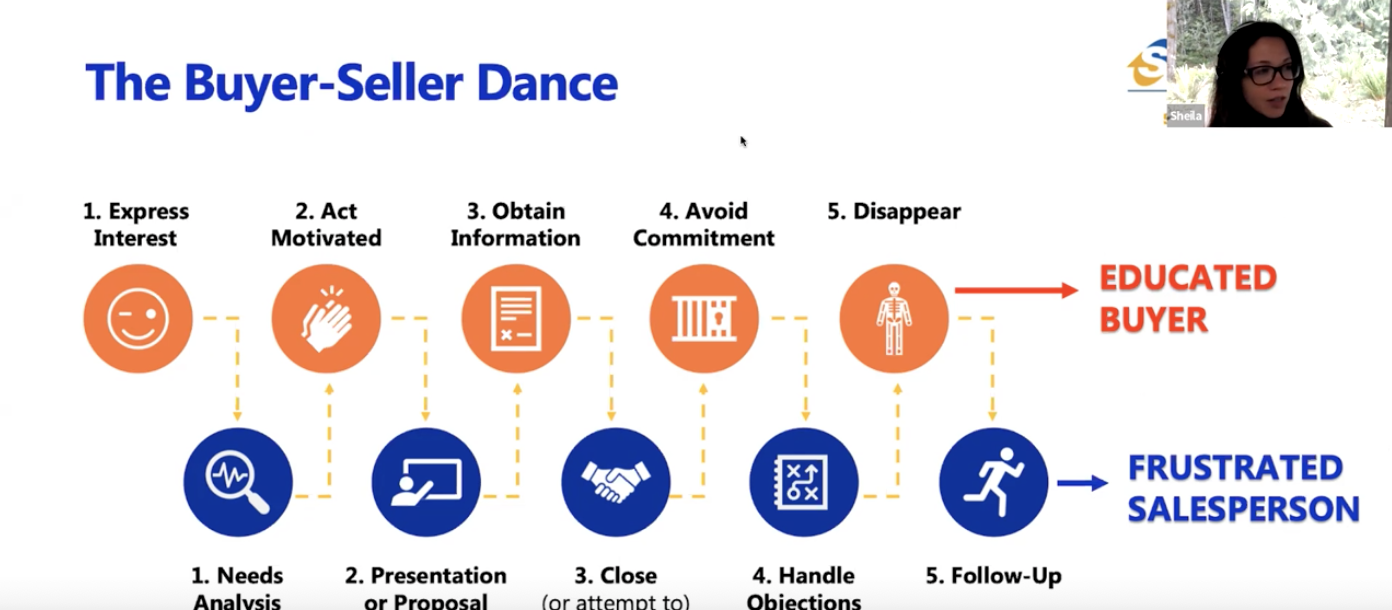 The Buyer-Seller Dance
S
Sheila
1. Express
Interest
2. Act
Motivated
3. Obtain
Information
4. Avoid
Commitment
5. Disappear
EDUCATED
BUYER
FRUSTRATED
SALESPERSON
1. Needs
Analysis
2. Presentation
or Proposal
3. Close
(or attempt to)
4. Handle
Objections
5. Follow-Up